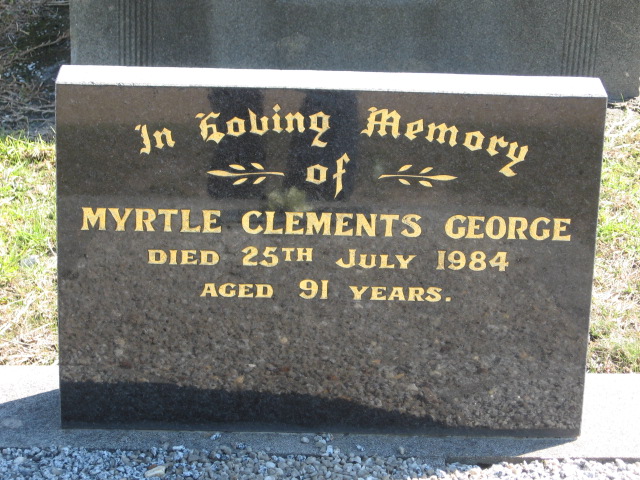 In Loving Memory
of
MYRTLE CLEMENTS GEORGE
DIED 25TH JULY 1984
AGED 91 YEARS.